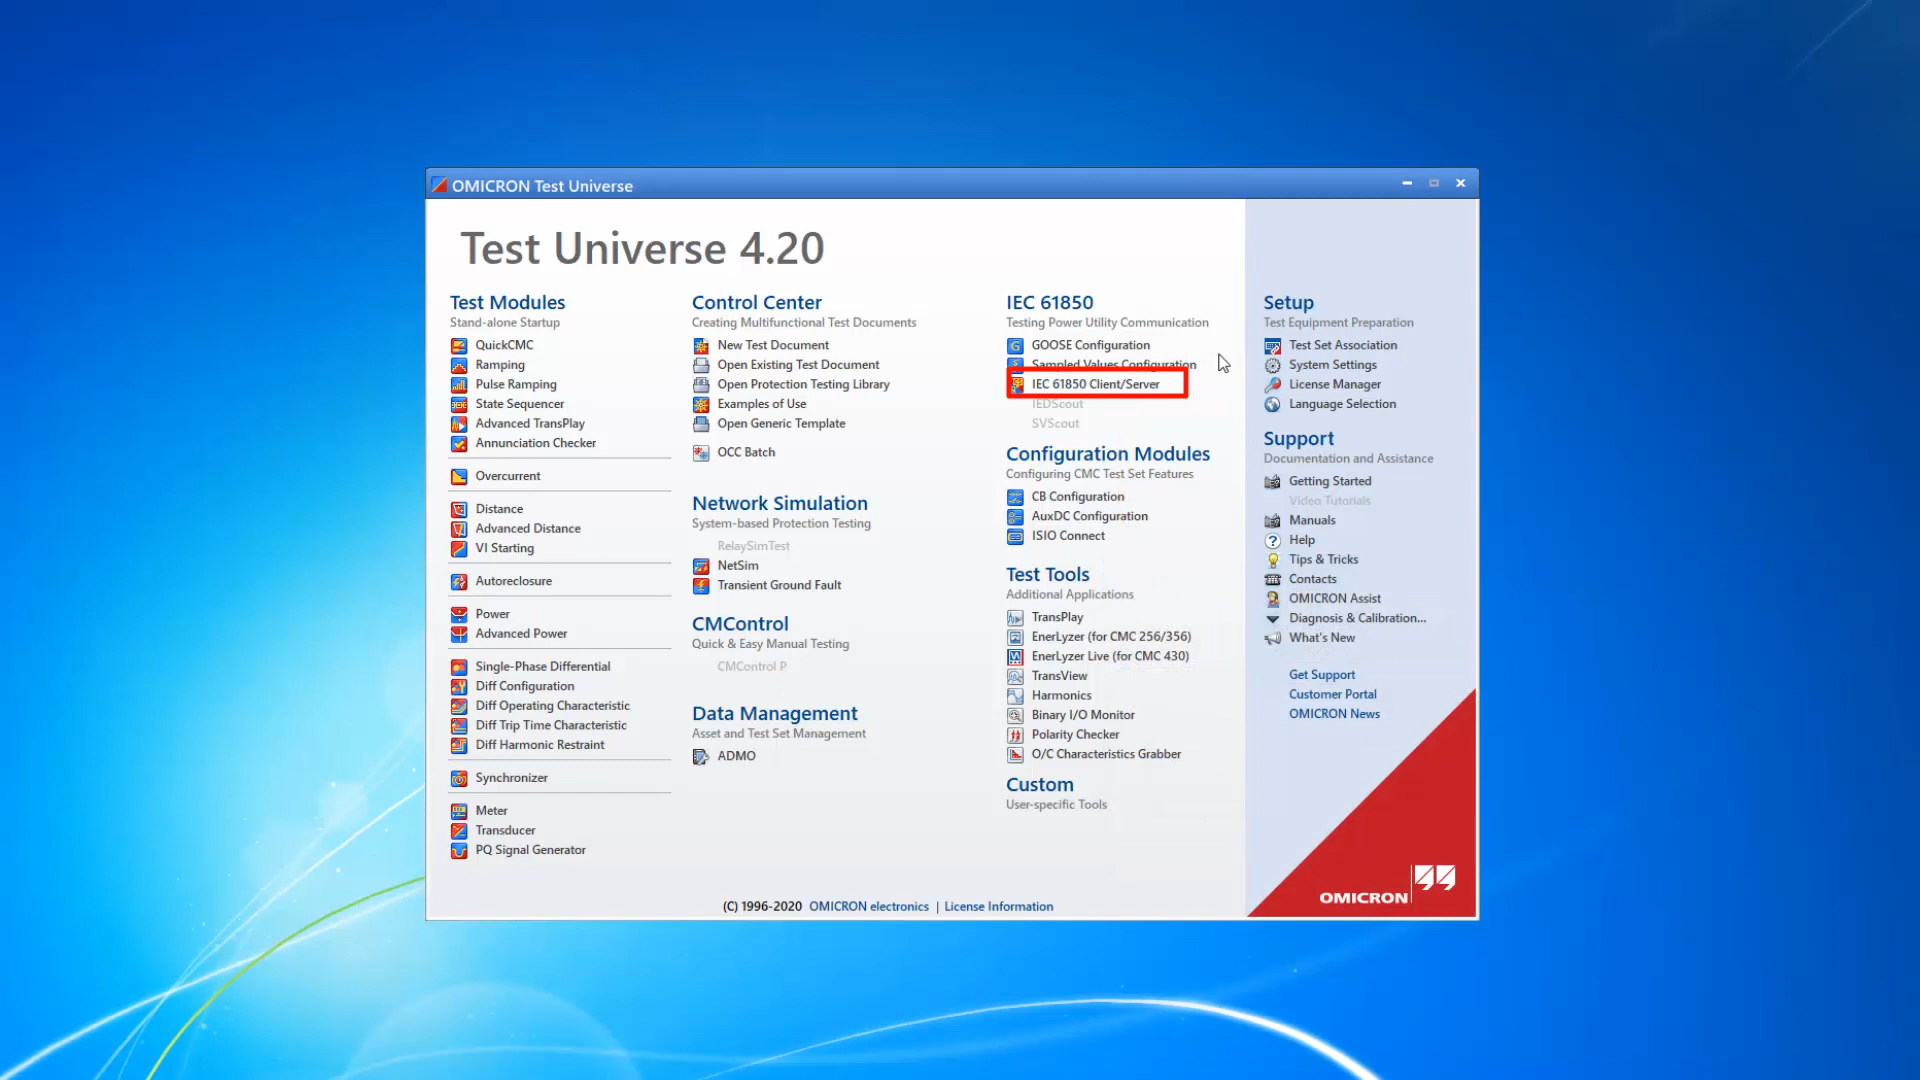 OMICRON Test Universe
Test Universe 4.20
Test Modules
Stand-alone Startup
QuickCMC
Ramping
Pulse Ramping
State Sequencer
Advanced TransPlay
Annunciation Checker
Overcurrent
Distance
Advanced Distance
VI Starting
Autoreclosure
Power
Advanced Power
Single-Phase Differential
Diff Configuration
Diff Operating Characteristic
Diff Trip Time Characteristic
Diff Harmonic Restraint
Synchronizer
Meter
Transducer
PQ Signal Generator
Control Center
Creating Multifunctional Test Documents
New Test Document
Open Existing Test Document
Open Protection Testing Library
Examples of Use
Open Generic Template
OCC Batch
Network Simulation
System-based Protection Testing
RelaySimTest
NetSim
Transient Ground Fault
CMControl
Quick & Easy Manual Testing
CMControl P
Data Management
Asset and Test Set Management
ADMO
IEC 61850
Testing Power Utility Communication
GOOSE Configuration
Sampled Values Configuration
IEC 61850 Client/Server
IEDScout
SVScout
Configuration Modules
Configuring CMC Test Set Features
CB Configuration
AuxDC Configuration
ISIO Connect
Test Tools
Additional Applications
TransPlay
EnerLyzer (for CMC 256/356)
EnerLyzer Live (for CMC 430)
TransView
Harmonics
Binary I/O Monitor
Polarity Checker
O/C Characteristics Grabber
Custom
User-specific Tools
Setup
Test Equipment Preparation
Test Set Association
System Settings
License Manager
Language Selection
Support
Documentation and Assistance
Getting Started
Video Tutorials
Manuals
Help
Tips & Tricks
Contacts
OMICRON Assist
Diagnosis & Calibration...
What's New
Get Support
Customer Portal
OMICRON News
OMICRON
(C) 1996-2020 OMICRON electronics | License Information